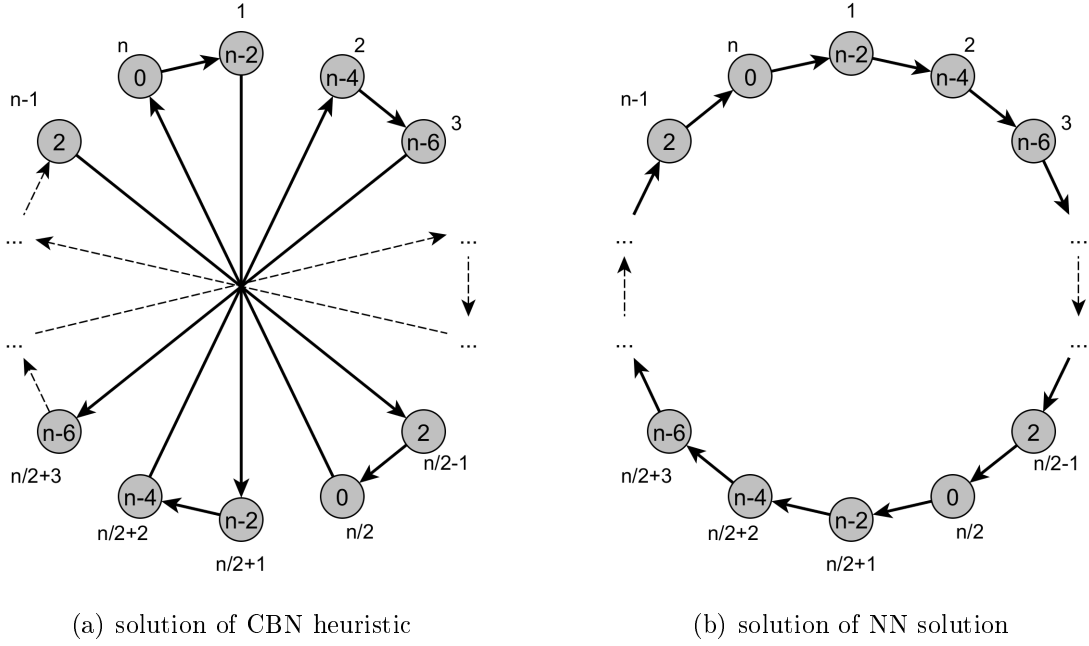 1
n
2
0
n-2
n-4
n-1
3
2
n-6
...
...
...
...
n-6
2
n/2+3
n/2-1
n-4
0
n/2+2
n-2
n/2
n/2+1
(a) solution of CBN heuristic
1
n
2
0
n-2
n-4
n-1
3
2
n-6
...
...
...
...
n-6
2
n/2+3
n/2-1
n-4
0
n/2+2
n-2
n/2
n/2+1
(b) solution of NN solution